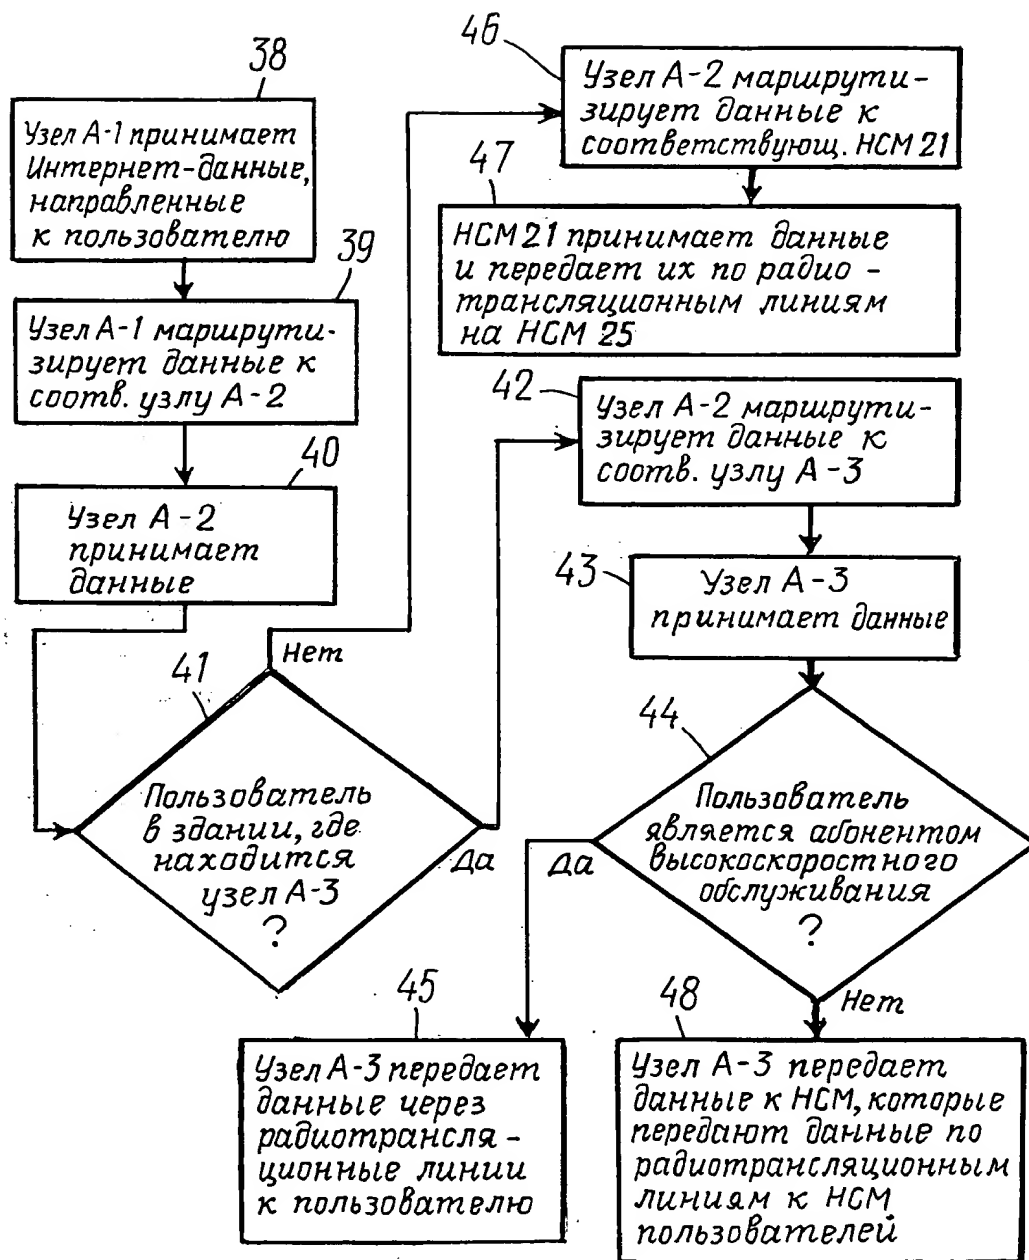 38
Узел А-1 принимает
Интернет-данные,
направленные
к пользователю
39
Узел А-1 маршрути-
зирует данные к
соотв. узлу А-2
40
Узел А-2
принимает
данные
41
Нет
Пользователь
в здании, где
находится
узел А-3
?
Да
46
Узел А-2 маршрути-
зирует данные к
соответствующ. НСМ 21
47
НСМ 21 принимает данные
и передает их по радио-
трансляционным линиям
на НСМ 25
42
Узел А-2 маршрути-
зирует данные к
соотв. узлу А-3
43
Узел А-3
принимает данные
44
Пользователь
является абонентом
высокоскоростного
обслуживания
?
Да
Нет
45
Узел А-3 передает
данные через
радиотрансля-
ционные линии
к пользователю
48
Узел А-3 передает
данные к НСМ, которые
передают данные по
радиотрансляционным
линиям к НСМ
пользователей